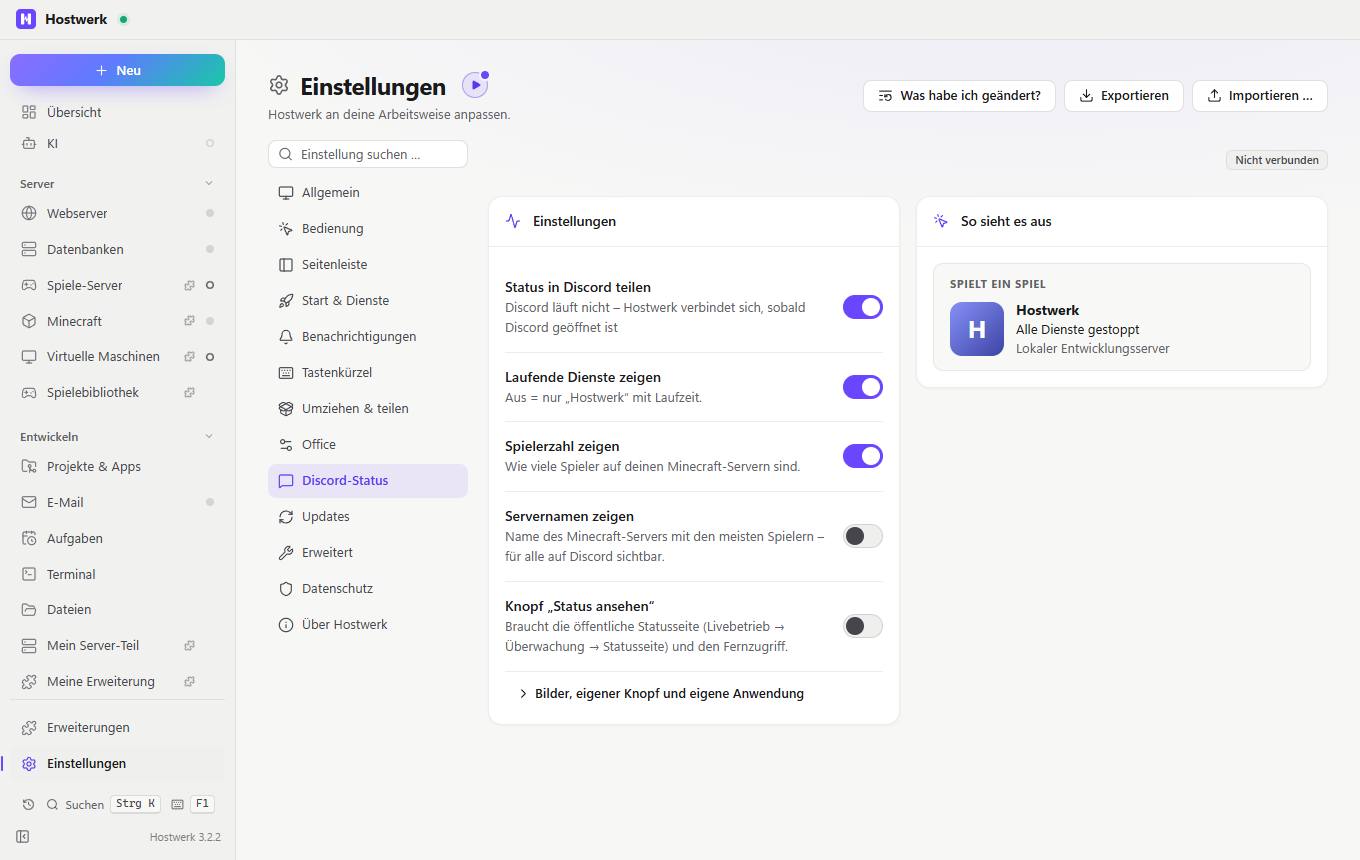 Hostwerk
Neu
Übersicht
KI
Server
Webserver
Datenbanken
Spiele-Server
Minecraft
Virtuelle Maschinen
Spielebibliothek
Entwickeln
Projekte & Apps
E-Mail
Aufgaben
Terminal
Dateien
Mein Server-Teil
Meine Erweiterung
Erweiterungen
Einstellungen
Suchen Strg K F1
Hostwerk 3.2.2
Einstellungen
Hostwerk an deine Arbeitsweise anpassen.
Was habe ich geändert?
Exportieren
Importieren ...
Einstellung suchen ...
Nicht verbunden
Allgemein
Bedienung
Seitenleiste
Start & Dienste
Benachrichtigungen
Tastenkürzel
Umziehen & teilen
Office
Discord-Status
Updates
Erweitert
Datenschutz
Über Hostwerk
Einstellungen
Status in Discord teilen
Discord läuft nicht – Hostwerk verbindet sich, sobald
Discord geöffnet ist
Laufende Dienste zeigen
Aus = nur „Hostwerk“ mit Laufzeit.
Spielerzahl zeigen
Wie viele Spieler auf deinen Minecraft-Servern sind.
Servernamen zeigen
Name des Minecraft-Servers mit den meisten Spielern –
für alle auf Discord sichtbar.
Knopf „Status ansehen“
Braucht die öffentliche Statusseite (Livebetrieb →
Überwachung → Statusseite) und den Fernzugriff.
Bilder, eigener Knopf und eigene Anwendung
So sieht es aus
SPIELT EIN SPIEL
H
Hostwerk
Alle Dienste gestoppt
Lokaler Entwicklungsserver